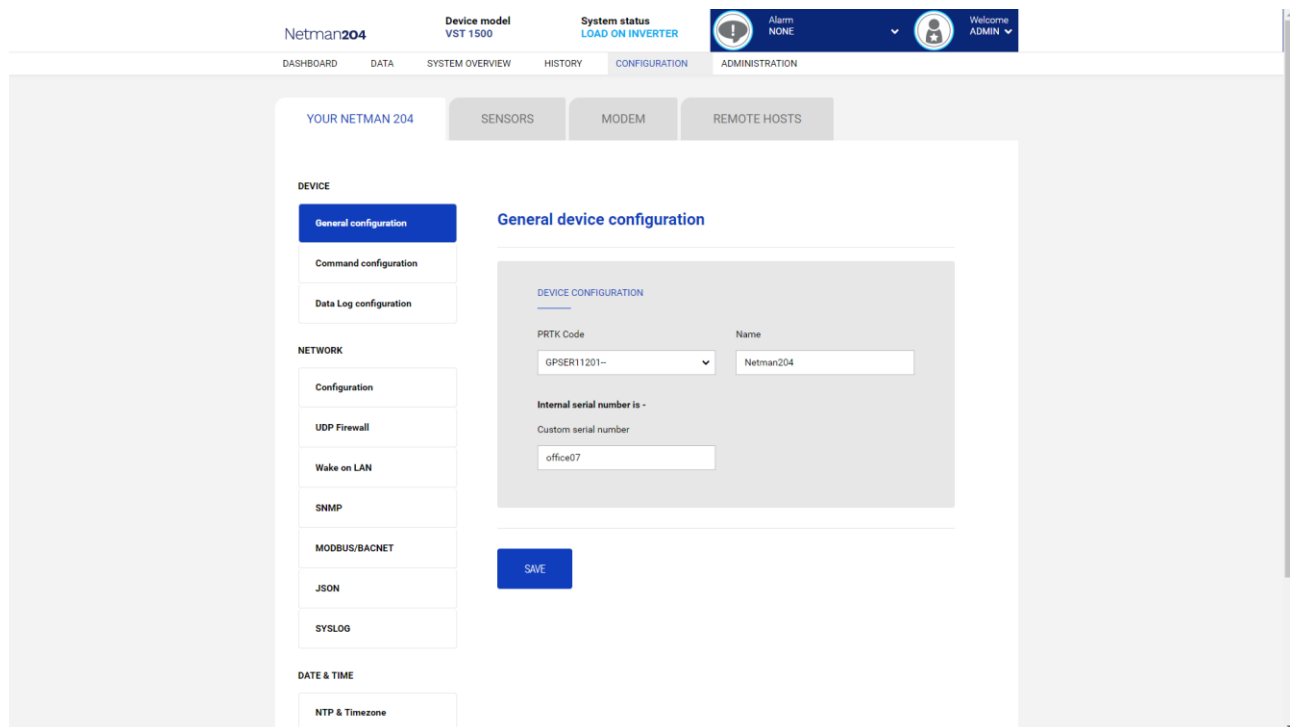 Netman204
Device model
VST 1500
System status
LOAD ON INVERTER
Alarm
NONE
Welcome
ADMIN
DASHBOARD DATA SYSTEM OVERVIEW HISTORY CONFIGURATION ADMINISTRATION
YOUR NETMAN 204 SENSORS MODEM REMOTE HOSTS
DEVICE
General configuration
Command configuration
Data Log configuration
NETWORK
Configuration
UDP Firewall
Wake on LAN
SNMP
MODBUS/BACNET
JSON
SYSLOG
DATE & TIME
NTP & Timezone
General device configuration
DEVICE CONFIGURATION
PRTK Code
GPSER11201--
Name
Netman204
Internal serial number is -
Custom serial number
office07
SAVE